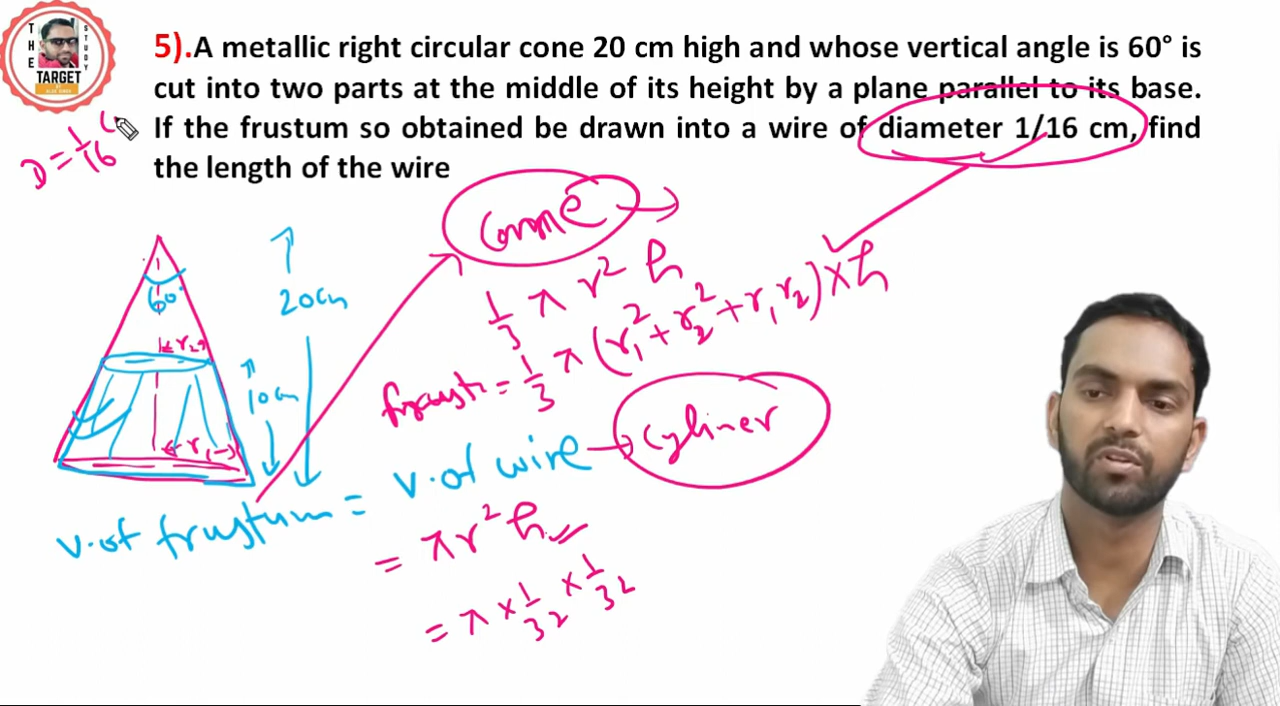 THE
STUDY
TARGET
5).A metallic right circular cone 20 cm high and whose vertical angle is 60° is
cut into two parts at the middle of its height by a plane parallel to its base.
If the frustum so obtained be drawn into a wire of diameter 1/16 cm, find
the length of the wire
D = 1/16
60°
20cm
r₂
10cm
r₁
1/3 π r² h
= 1/3 π (r₁² + r₂² + r₁ r₂) × h
v.of frustum = v.of wire → cyliner
= πr² h
= π × 1/32 × 1/32